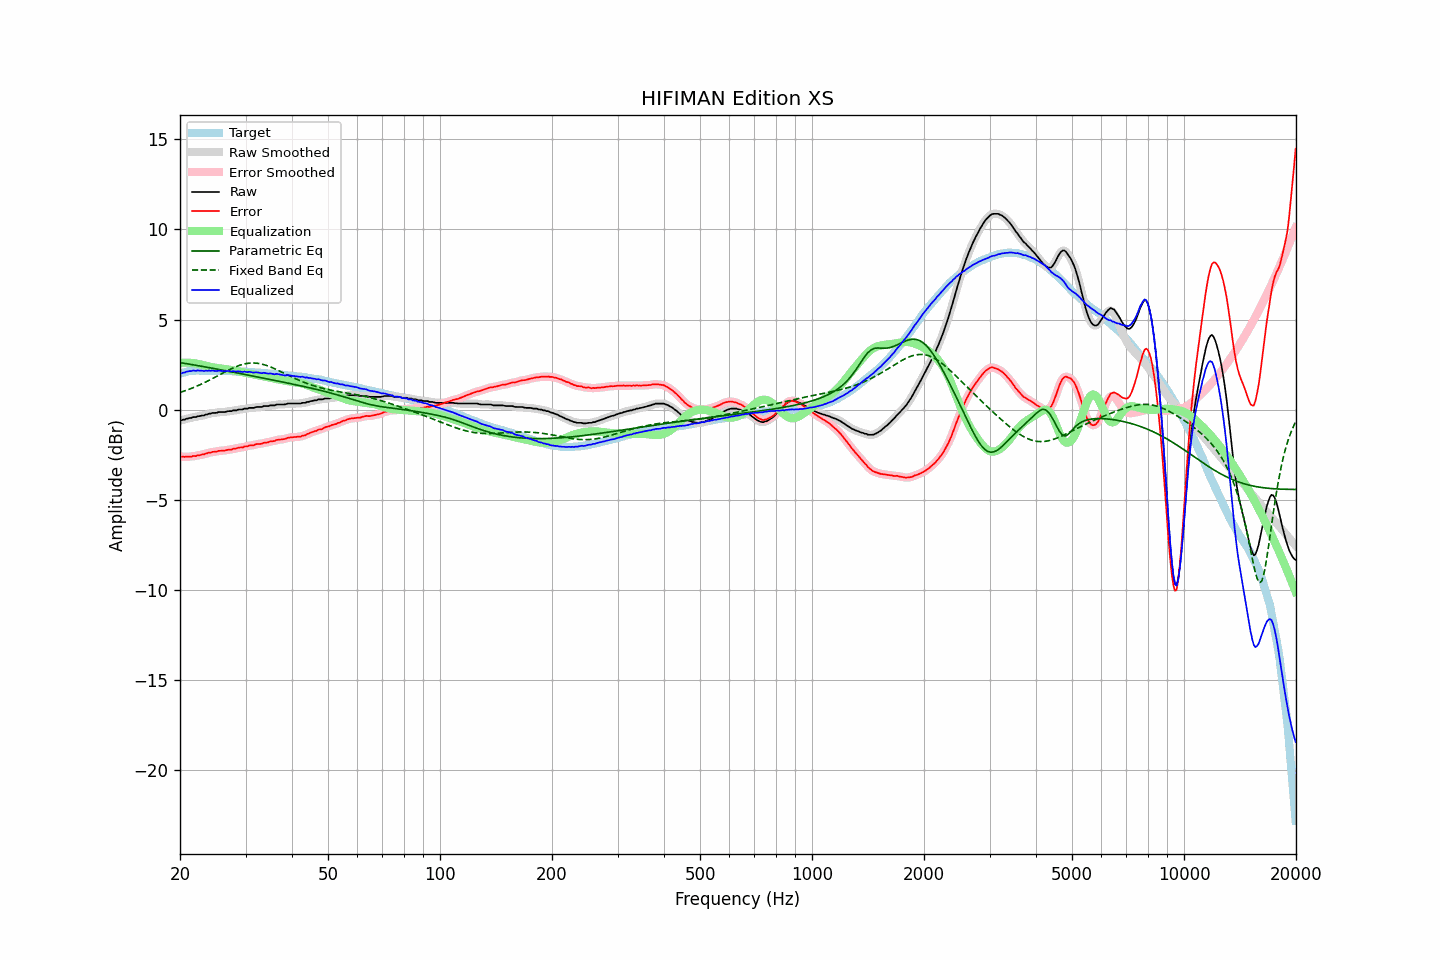 HIFIMAN Edition XS
Target
Raw Smoothed
Error Smoothed
Raw
Error
Equalization
Parametric Eq
Fixed Band Eq
Equalized
Amplitude (dBr)
15
10
5
0
−5
−10
−15
−20
20
50
100
200
500
1000
2000
5000
10000
20000
Frequency (Hz)